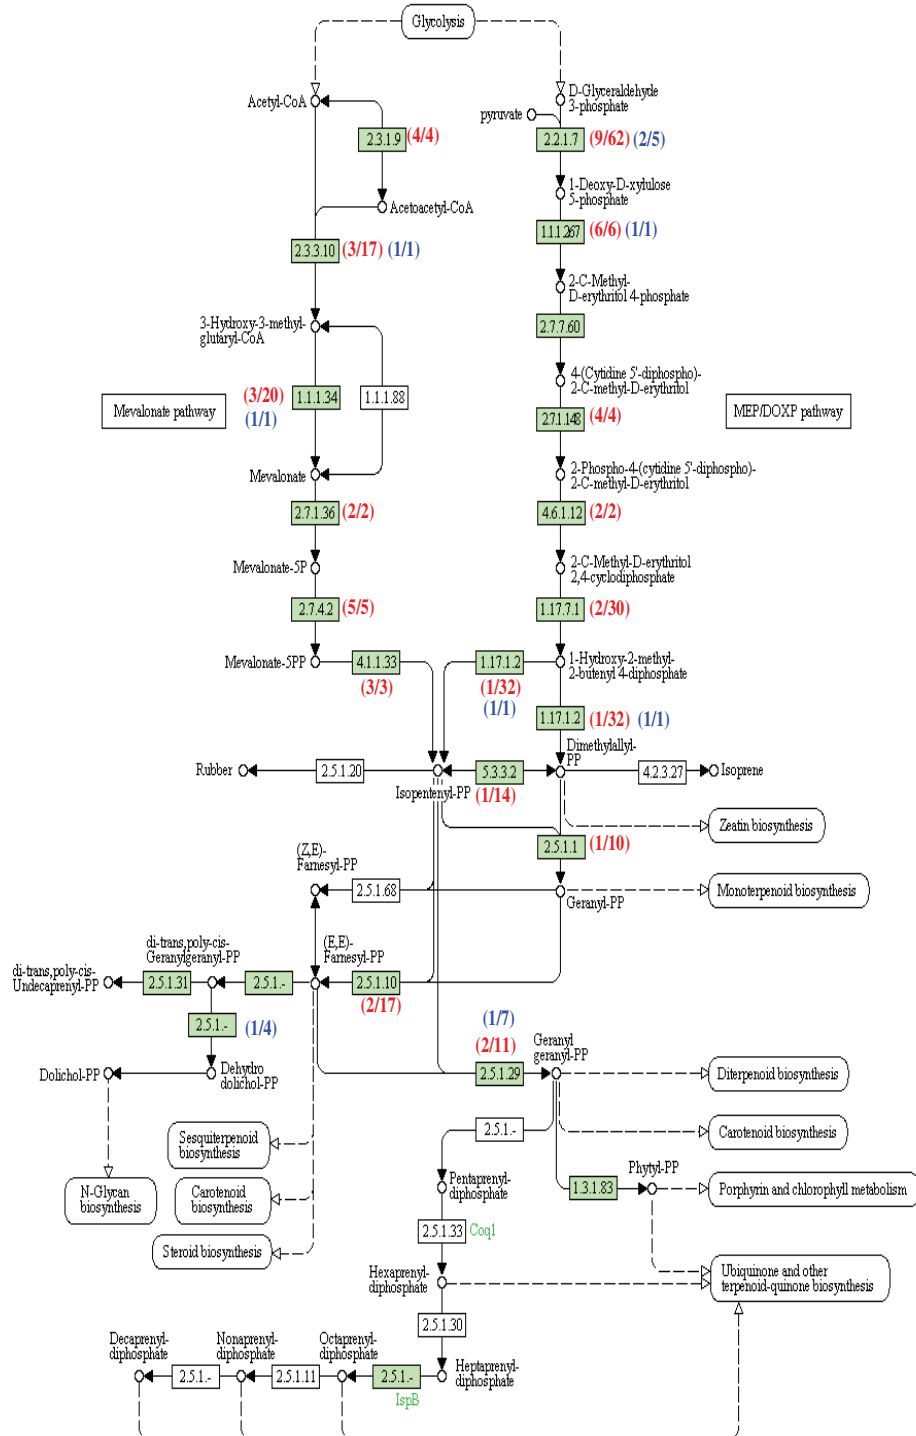 Glycolysis
Acetyl-CoA
D-Glyceraldehyde
3-phosphate
pyruvate
2.3.1.9 (4/4)
2.2.1.7 (9/62) (2/5)
1-Deoxy-D-xylulose
5-phosphate
Acetoacetyl-CoA
2.3.3.10 (3/17) (1/1)
1.1.1.267 (6/6) (1/1)
2-C-Methyl-
D-erythritol 4-phosphate
3-Hydroxy-3-methyl-
glutaryl-CoA
2.7.7.60
4-(Cytidine 5'-diphospho)-
2-C-methyl-D-erythritol
(3/20) 1.1.1.34 1.1.1.88
(1/1)
Mevalonate pathway
2.7.1.148 (4/4)
MEP/DOXP pathway
Mevalonate
2-Phospho-4-(cytidine 5'-diphospho)-
2-C-methyl-D-erythritol
2.7.1.36 (2/2)
4.6.1.12 (2/2)
Mevalonate-5P
2-C-Methyl-D-erythritol
2,4-cyclodiphosphate
2.7.4.2 (5/5)
1.17.7.1 (2/30)
Mevalonate-5PP
4.1.1.33
(3/3)
1.17.1.2
(1/32)
(1/1)
1-Hydroxy-2-methyl-
2-butenyl 4-diphosphate
1.17.1.2 (1/32) (1/1)
Dimethylallyl-
PP
Rubber
2.5.1.20
Isopentenyl-PP
5.3.3.2
(1/14)
4.2.3.27
Isoprene
Zeatin biosynthesis
2.5.1.1 (1/10)
(Z,E)-
Farnesyl-PP
2.5.1.68
Geranyl-PP
Monoterpenoid biosynthesis
di-trans,poly-cis-
Geranylgeranyl-PP
(E,E)-
Farnesyl-PP
di-trans,poly-cis-
Undecaprenyl-PP
2.5.1.31
2.5.1.-
2.5.1.10
(2/17)
2.5.1.- (1/4)
(1/7)
(2/11)
2.5.1.29
Geranyl
geranyl-PP
Dolichol-PP
Dehydro
dolichol-PP
Diterpenoid biosynthesis
2.5.1.-
Carotenoid biosynthesis
Sesquiterpenoid
biosynthesis
Phytyl-PP
Pentaprenyl-
diphosphate
1.3.1.83
Porphyrin and chlorophyll metabolism
N-Glycan
biosynthesis
Carotenoid
biosynthesis
2.5.1.33 Coq1
Steroid biosynthesis
Hexaprenyl-
diphosphate
Ubiquinone and other
terpenoid-quinone biosynthesis
2.5.1.30
Decaprenyl-
diphosphate
Nonaprenyl-
diphosphate
Octaprenyl-
diphosphate
Heptaprenyl-
diphosphate
2.5.1.-
2.5.1.11
2.5.1.-
IspB